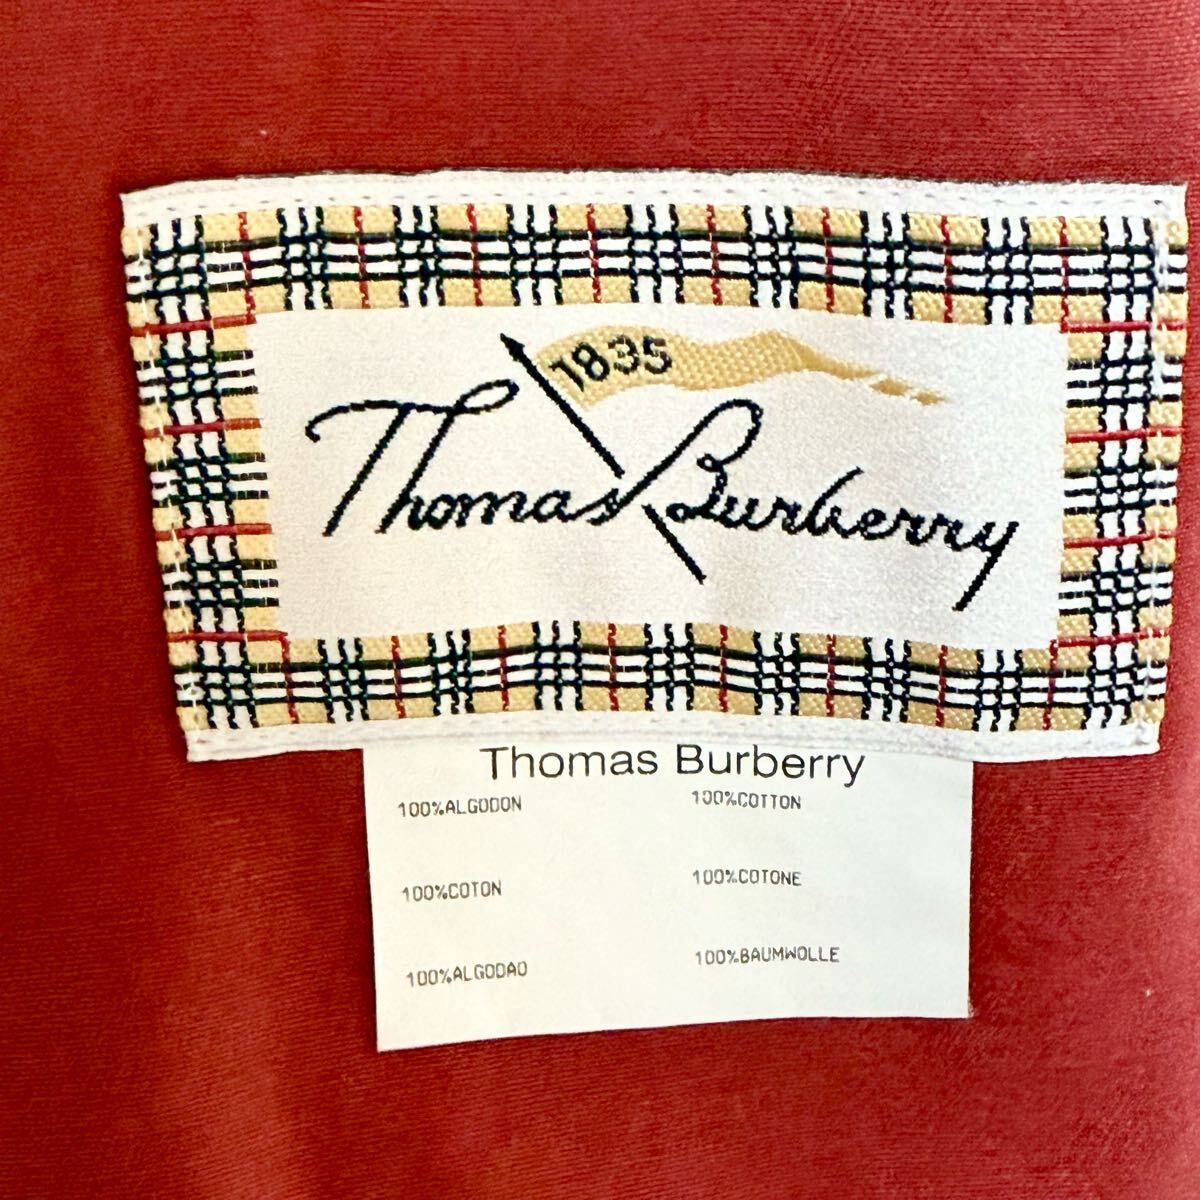 1835
Thomas Burberry
Thomas Burberry
100%ALGODON 100%COTTON
100%COTON 100%COTONE
100%ALGODAO 100%BAUMWOLLE